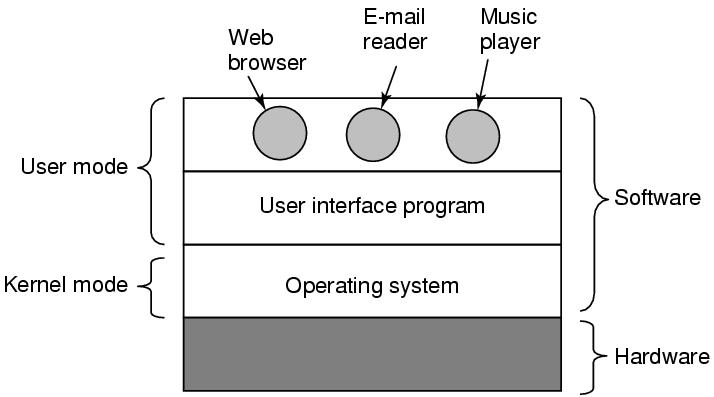 Web
browser
E-mail
reader
Music
player
User mode
User interface program
Software
Kernel mode
Operating system
Hardware